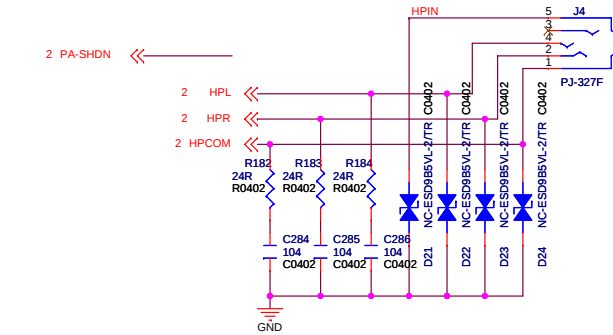 HPIN
5
J4
3
4
2
1
PJ-327F
2 PA-SHDN
2 HPL
2 HPR
2 HPCOM
R182
24R
R0402
R183
24R
R0402
R184
24R
R0402
C284
104
C0402
C285
104
C0402
C286
104
C0402
NC-ESD9B5VL-2/TR C0402
D21
NC-ESD9B5VL-2/TR C0402
D22
NC-ESD9B5VL-2/TR C0402
D23
NC-ESD9B5VL-2/TR C0402
D24
GND